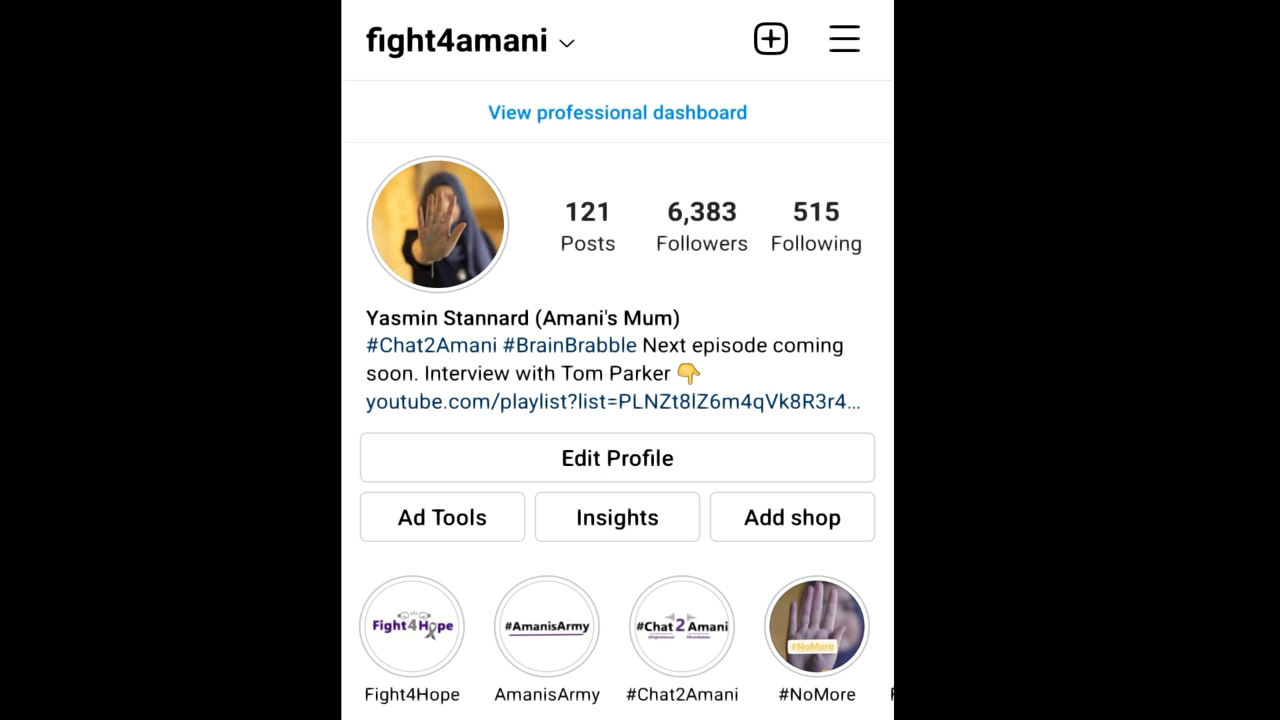 fight4amani
View professional dashboard
121
6,383
515
Posts
Followers
Following
Yasmin Stannard (Amani's Mum)
#Chat2Amani #BrainBrabble Next episode coming
soon. Interview with Tom Parker 👇
youtube.com/playlist?list=PLNZt8lZ6m4qVk8R3r4...
Edit Profile
Ad Tools
Insights
Add shop
Fight4Hope
#AmanisArmy
#Chat2Amani
#NoMore
Fight4Hope
AmanisArmy
#Chat2Amani
#NoMore